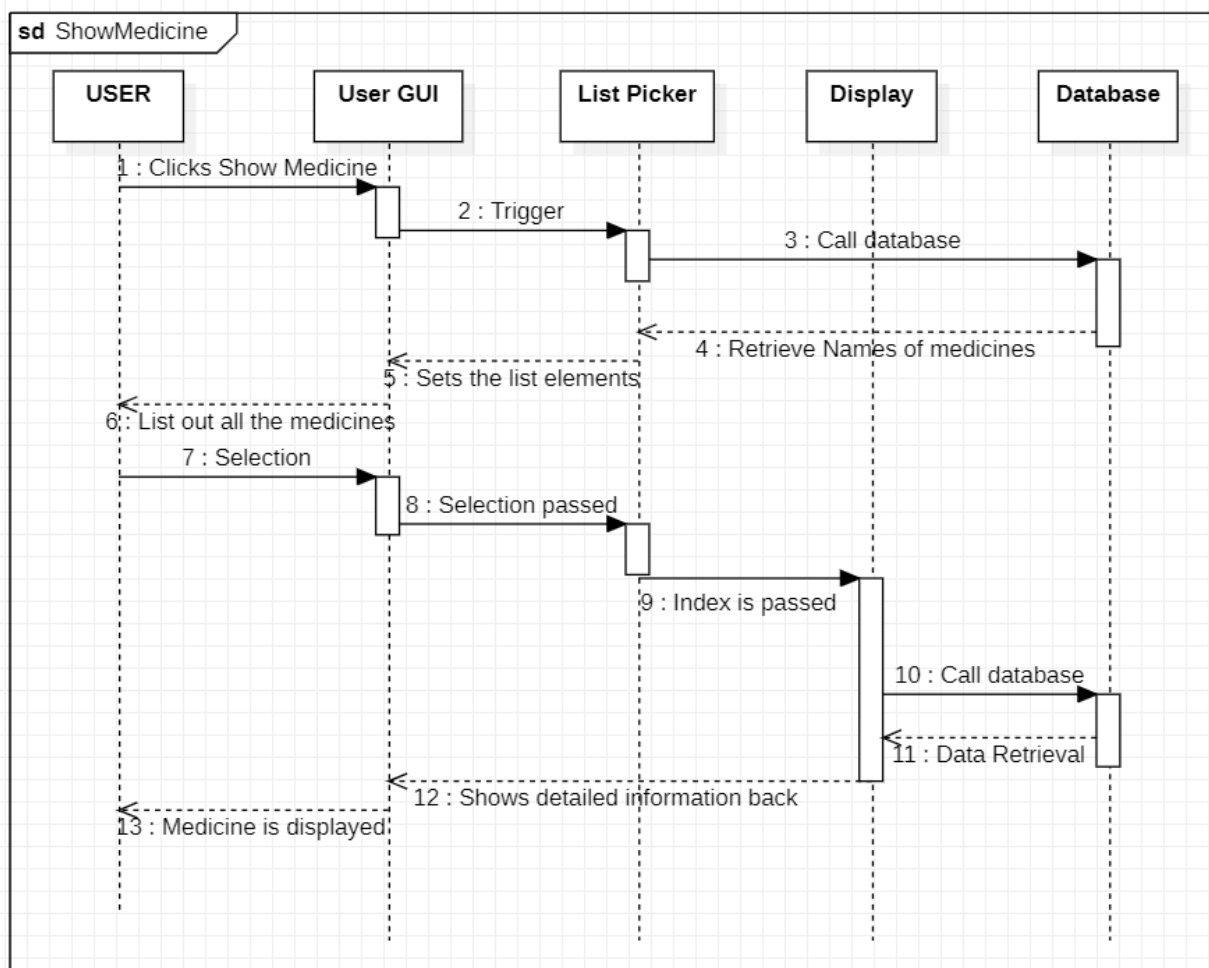 sd ShowMedicine
USER
User GUI
List Picker
Display
Database
1 : Clicks Show Medicine
2 : Trigger
3 : Call database
4 : Retrieve Names of medicines
5 : Sets the list elements
6 : List out all the medicines
7 : Selection
8 : Selection passed
9 : Index is passed
10 : Call database
11 : Data Retrieval
12 : Shows detailed information back
13 : Medicine is displayed